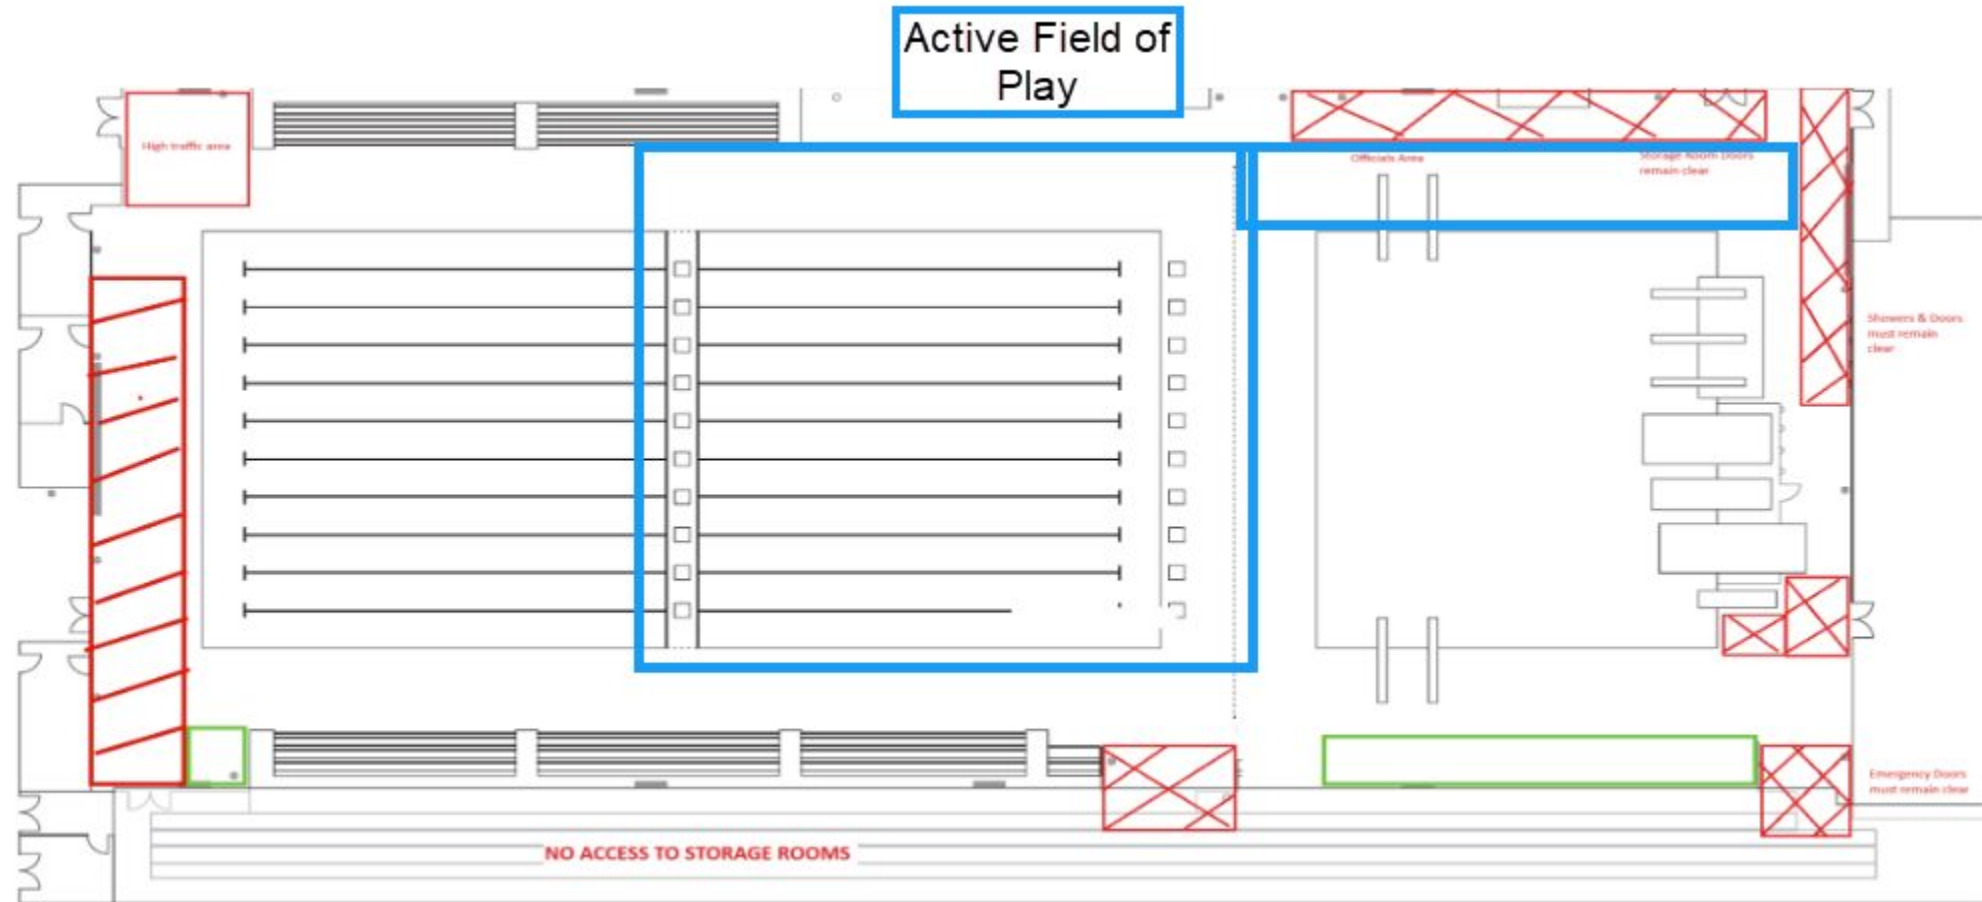 Active Field of
Play
High traffic area
Officials Area
Storage Room Doors
remain clear
Showers & Doors
must remain
clear
Emergency Doors
must remain clear
NO ACCESS TO STORAGE ROOMS